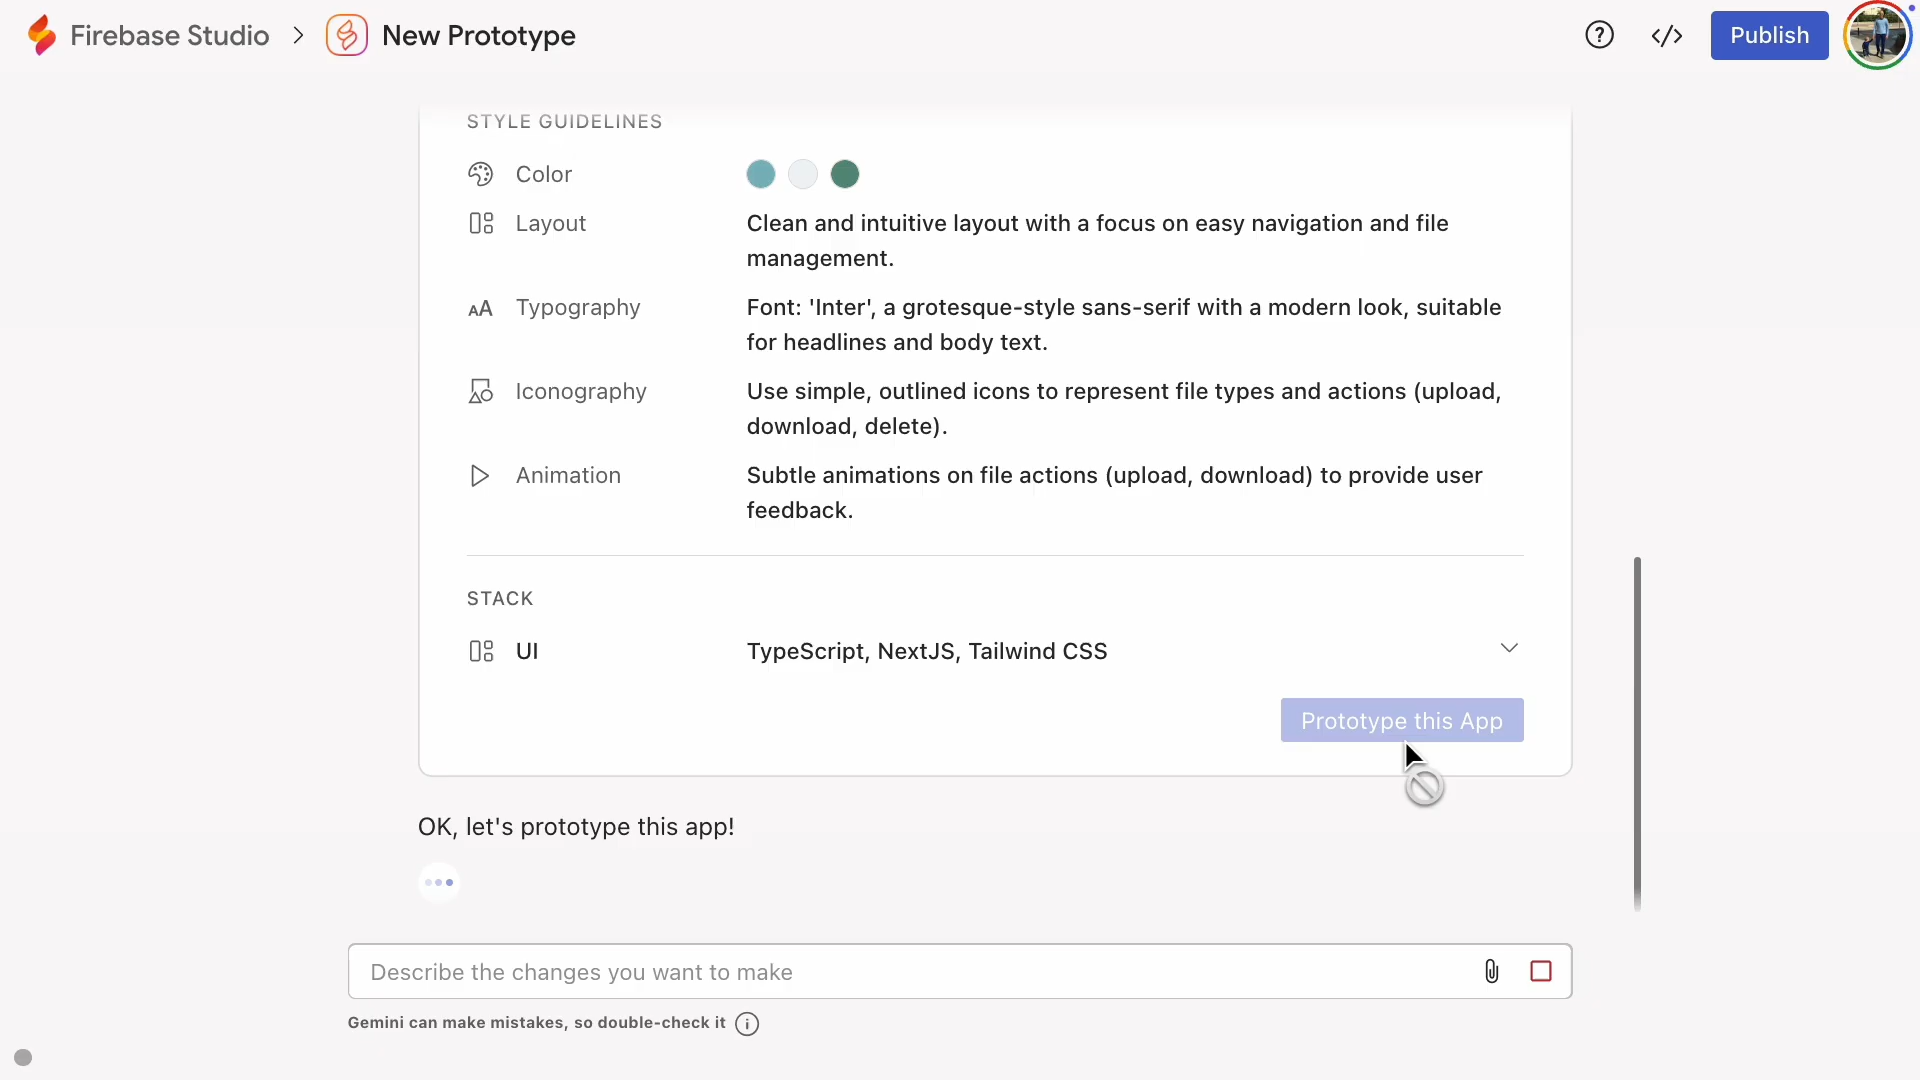 Firebase Studio
New Prototype
</>
Publish
STYLE GUIDELINES
Color
Layout
Clean and intuitive layout with a focus on easy navigation and file
management.
AA Typography
Font: 'Inter', a grotesque-style sans-serif with a modern look, suitable
for headlines and body text.
Iconography
Use simple, outlined icons to represent file types and actions (upload,
download, delete).
Animation
Subtle animations on file actions (upload, download) to provide user
feedback.
STACK
UI
TypeScript, NextJS, Tailwind CSS
Prototype this App
OK, let's prototype this app!
Describe the changes you want to make
Gemini can make mistakes, so double-check it